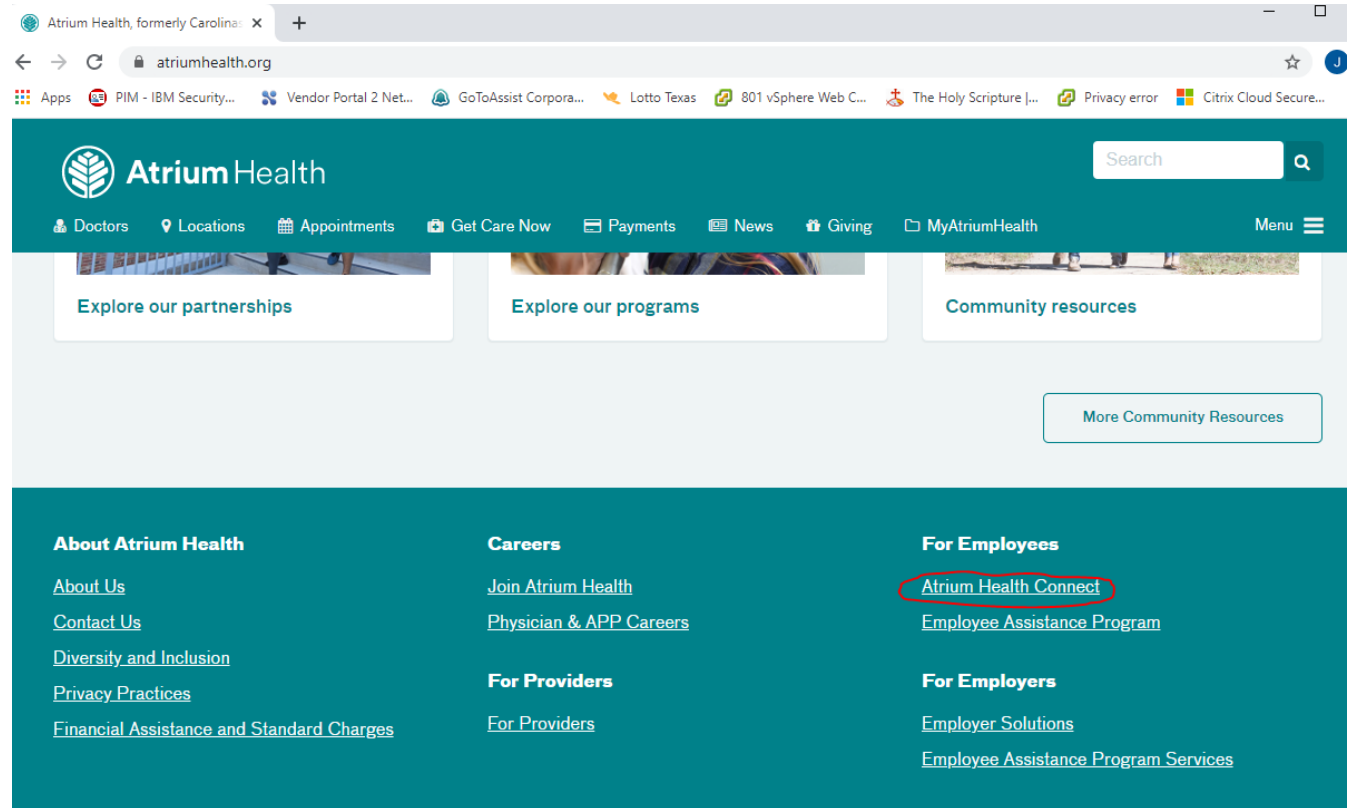 Atrium Health, formerly Carolinas
atriumhealth.org
J
Apps PIM - IBM Security... Vendor Portal 2 Net... GoToAssist Corpora... Lotto Texas 801 vSphere Web C... The Holy Scripture |... Privacy error Citrix Cloud Secure...
Atrium Health
Search
Doctors Locations Appointments Get Care Now Payments News Giving MyAtriumHealth Menu
Explore our partnerships
Explore our programs
Community resources
More Community Resources
About Atrium Health
About Us
Contact Us
Diversity and Inclusion
Privacy Practices
Financial Assistance and Standard Charges
Careers
Join Atrium Health
Physician & APP Careers
For Providers
For Providers
For Employees
Atrium Health Connect
Employee Assistance Program
For Employers
Employer Solutions
Employee Assistance Program Services